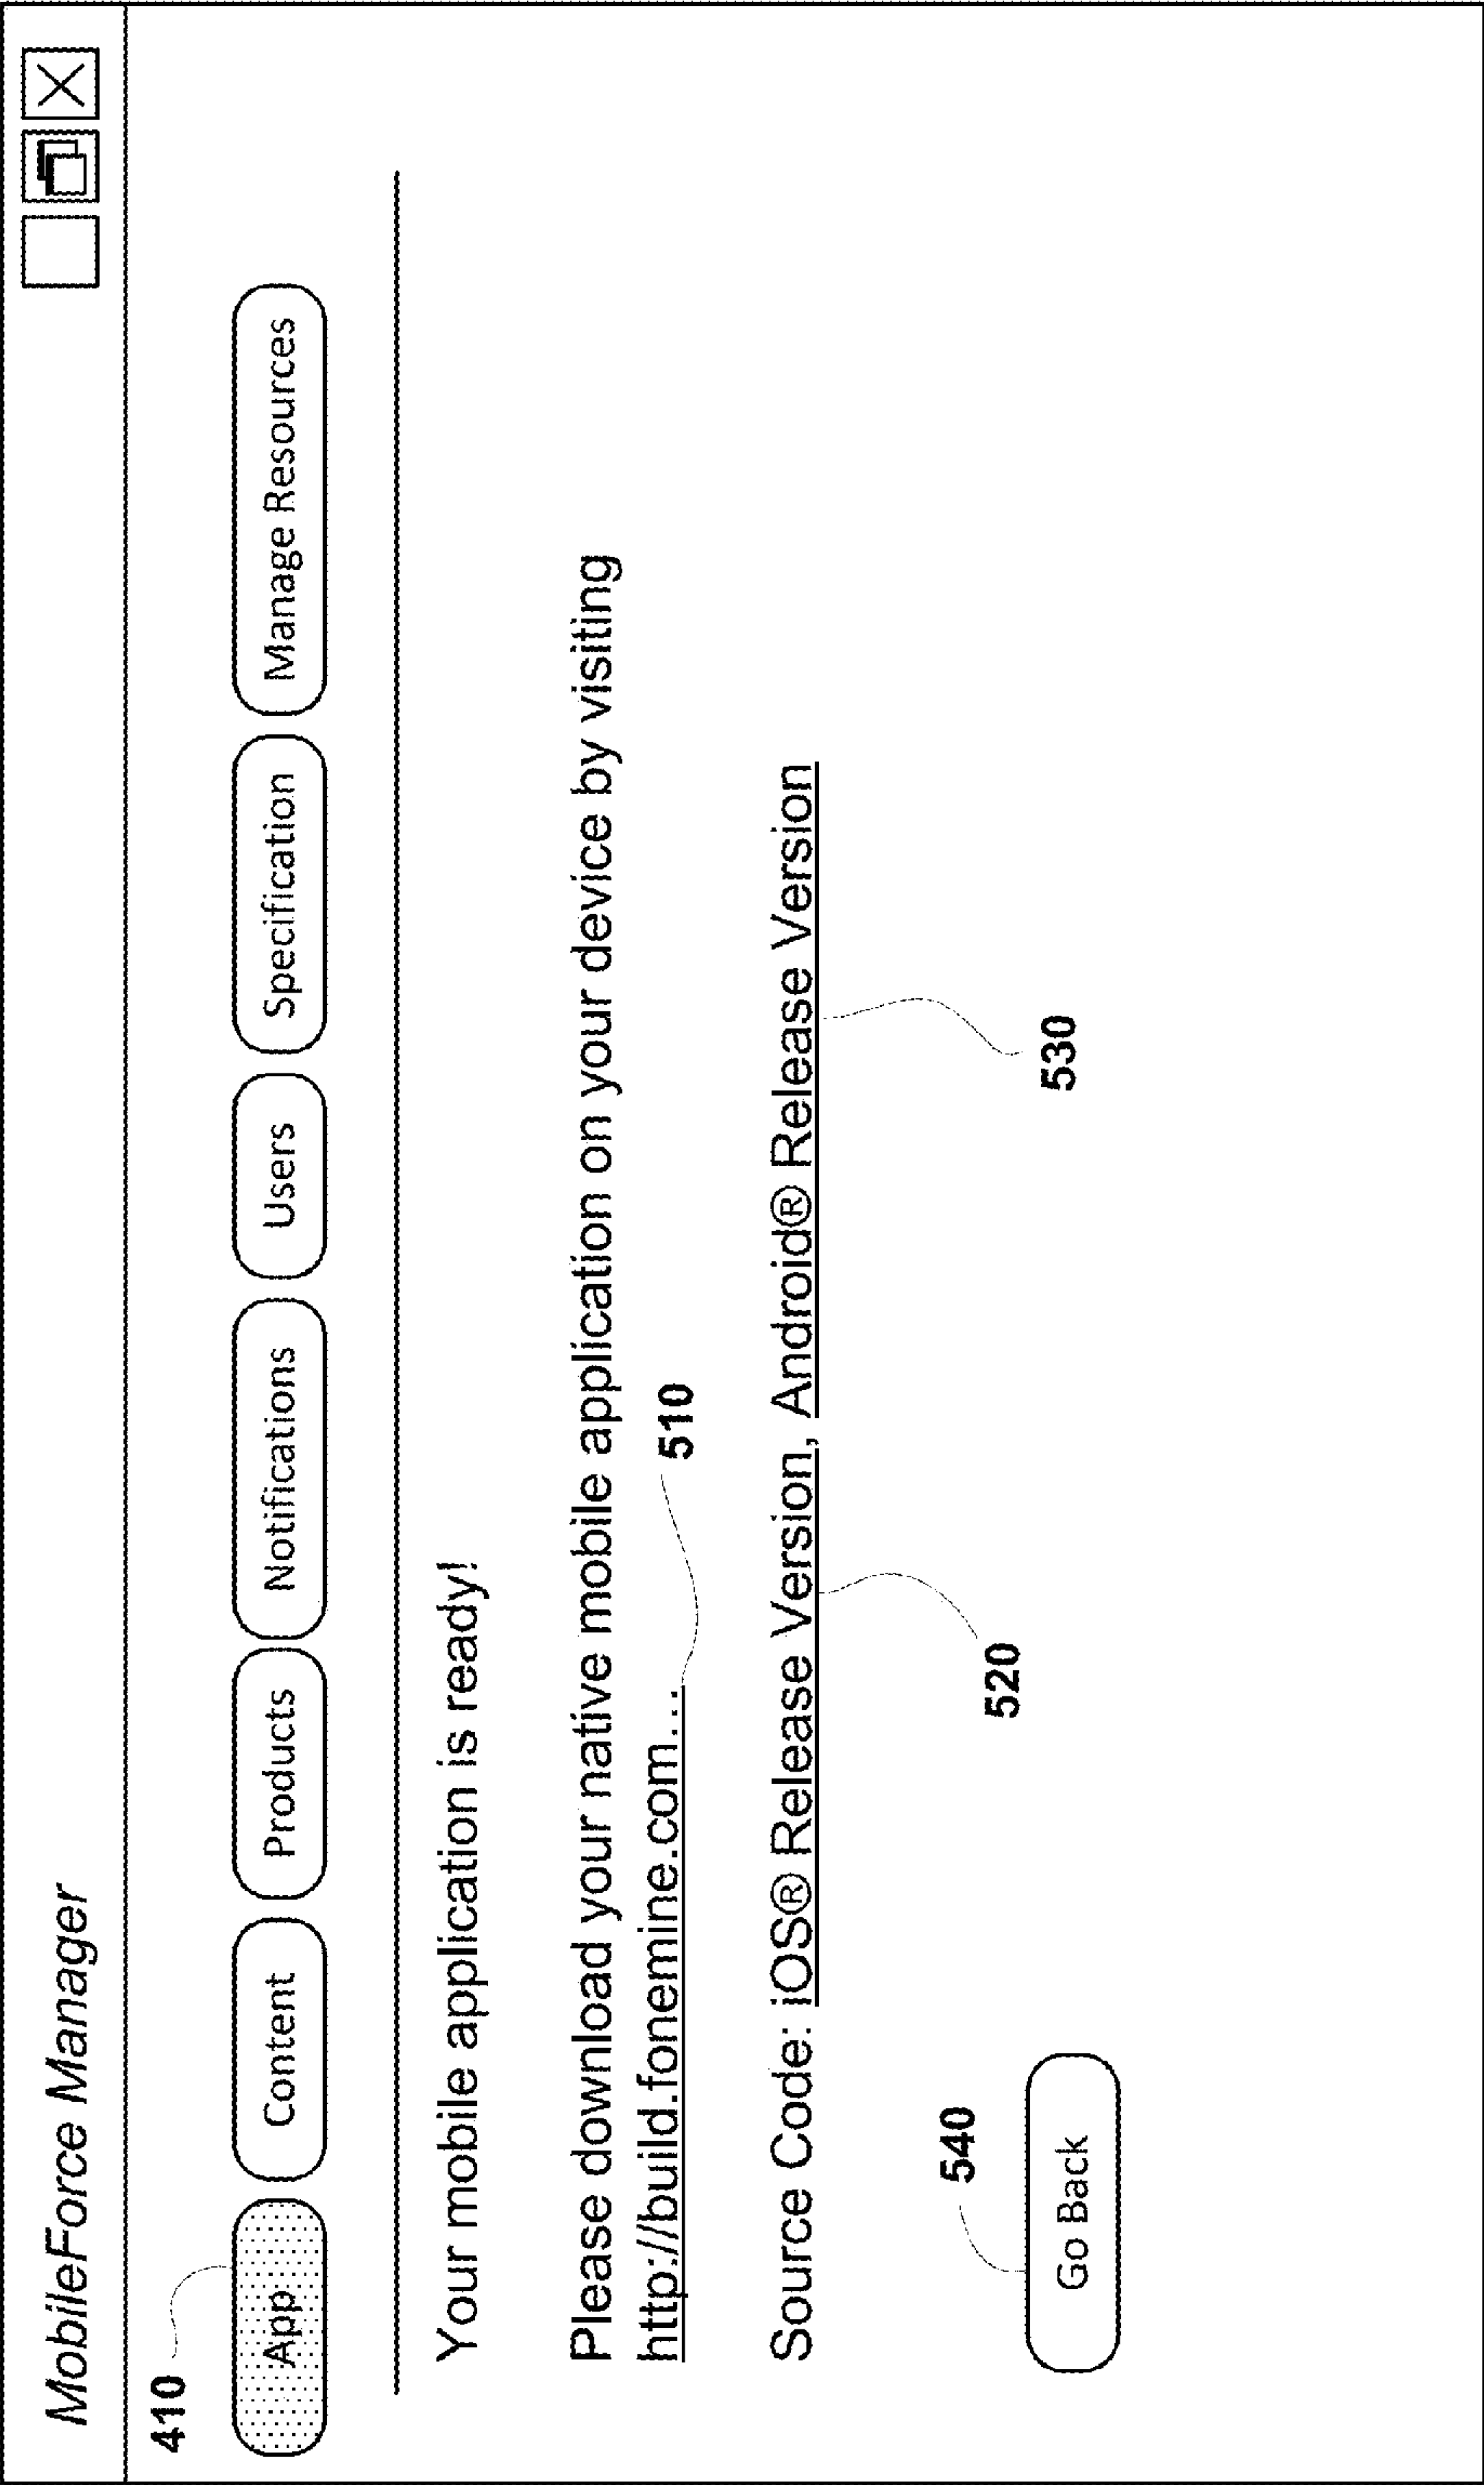 MobileForce Manager
410
App Content Products Notifications Users Specification Manage Resources
Your mobile application is ready!
Please download your native mobile application on your device by visiting
http://build.fonemine.com...
510
Source Code: iOS® Release Version, Android® Release Version
520
530
540
Go Back